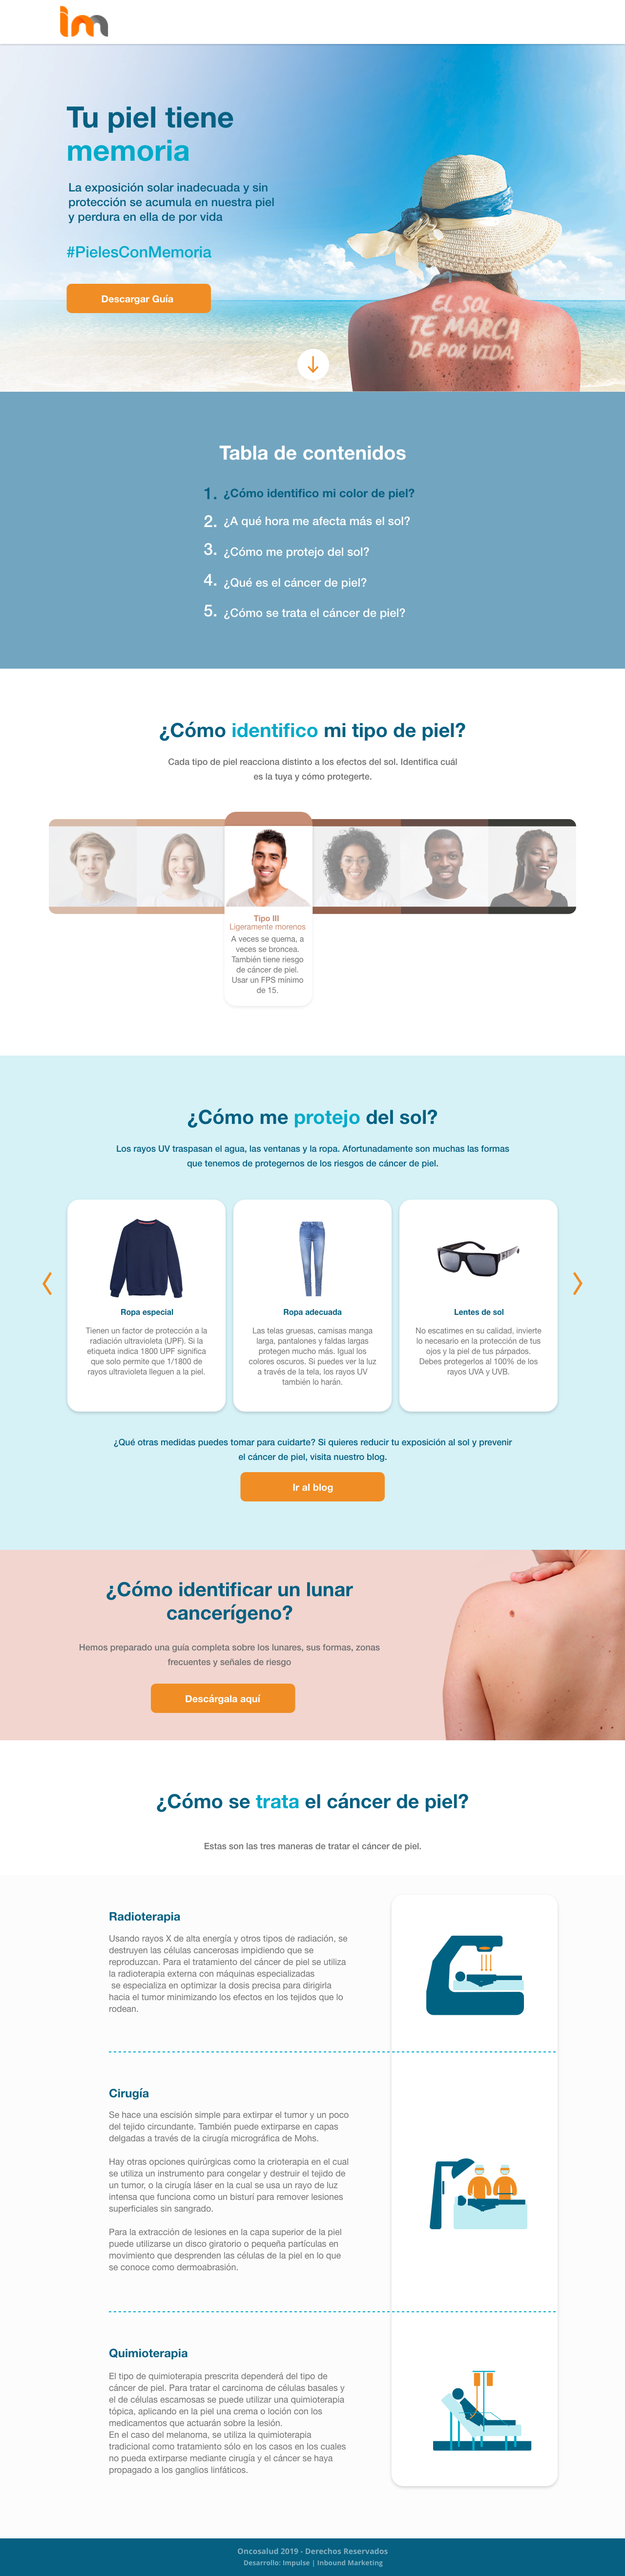 im
Tu piel tiene
memoria
La exposición solar inadecuada y sin
protección se acumula en nuestra piel
y perdura en ella de por vida
#PielesConMemoria
Descargar Guía
EL SOL
TE MARCA
DE POR VIDA.
Tabla de contenidos
1. ¿Cómo identifico mi color de piel?
2. ¿A qué hora me afecta más el sol?
3. ¿Cómo me protejo del sol?
4. ¿Qué es el cáncer de piel?
5. ¿Cómo se trata el cáncer de piel?
¿Cómo identifico mi tipo de piel?
Cada tipo de piel reacciona distinto a los efectos del sol. Identifica cuál
es la tuya y cómo protegerte.
Tipo III
Ligeramente morenos
A veces se quema, a
veces se broncea.
También tiene riesgo
de cáncer de piel.
Usar un FPS mínimo
de 15.
¿Cómo me protejo del sol?
Los rayos UV traspasan el agua, las ventanas y la ropa. Afortunadamente son muchas las formas
que tenemos de protegernos de los riesgos de cáncer de piel.
Ropa especial
Tienen un factor de protección a la
radiación ultravioleta (UPF). Si la
etiqueta indica 1800 UPF significa
que solo permite que 1/1800 de
rayos ultravioleta lleguen a la piel.
Ropa adecuada
Las telas gruesas, camisas manga
larga, pantalones y faldas largas
protegen mucho más. Igual los
colores oscuros. Si puedes ver la luz
a través de la tela, los rayos UV
también lo harán.
Lentes de sol
No escatimes en su calidad, invierte
lo necesario en la protección de tus
ojos y la piel de tus párpados.
Debes protegerlos al 100% de los
rayos UVA y UVB.
¿Qué otras medidas puedes tomar para cuidarte? Si quieres reducir tu exposición al sol y prevenir
el cáncer de piel, visita nuestro blog.
Ir al blog
¿Cómo identificar un lunar
cancerígeno?
Hemos preparado una guía completa sobre los lunares, sus formas, zonas
frecuentes y señales de riesgo
Descárgala aquí
¿Cómo se trata el cáncer de piel?
Estas son las tres maneras de tratar el cáncer de piel.
Radioterapia
Usando rayos X de alta energía y otros tipos de radiación, se
destruyen las células cancerosas impidiendo que se
reproduzcan. Para el tratamiento del cáncer de piel se utiliza
la radioterapia externa con máquinas especializadas
se especializa en optimizar la dosis precisa para dirigirla
hacia el tumor minimizando los efectos en los tejidos que lo
rodean.
Cirugía
Se hace una escisión simple para extirpar el tumor y un poco
del tejido circundante. También puede extirparse en capas
delgadas a través de la cirugía micrográfica de Mohs.
Hay otras opciones quirúrgicas como la crioterapia en el cual
se utiliza un instrumento para congelar y destruir el tejido de
un tumor, o la cirugía láser en la cual se usa un rayo de luz
intensa que funciona como un bisturí para remover lesiones
superficiales sin sangrado.
Para la extracción de lesiones en la capa superior de la piel
puede utilizarse un disco giratorio o pequeña partículas en
movimiento que desprenden las células de la piel en lo que
se conoce como dermoabrasión.
Quimioterapia
El tipo de quimioterapia prescrita dependerá del tipo de
cáncer de piel. Para tratar el carcinoma de células basales y
el de células escamosas se puede utilizar una quimioterapia
tópica, aplicando en la piel una crema o loción con los
medicamentos que actuarán sobre la lesión.
En el caso del melanoma, se utiliza la quimioterapia
tradicional como tratamiento sólo en los casos en los cuales
no pueda extirparse mediante cirugía y el cáncer se haya
propagado a los ganglios linfáticos.
Oncosalud 2019 - Derechos Reservados
Desarrollo: Impulse | Inbound Marketing